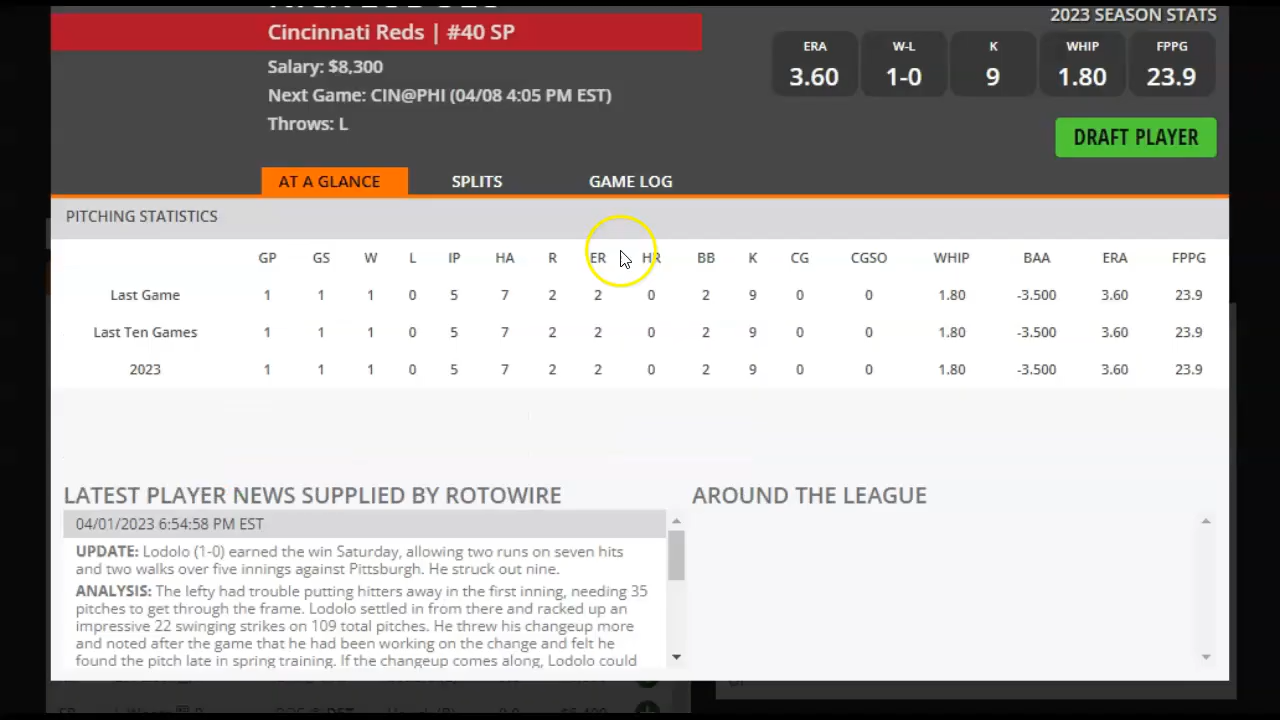 2023 SEASON STATS
Cincinnati Reds | #40 SP
Salary: $8,300
Next Game: CIN@PHI (04/08 4:05 PM EST)
Throws: L
ERA W-L K WHIP FPPG
3.60 1-0 9 1.80 23.9
DRAFT PLAYER
AT A GLANCE SPLITS GAME LOG
PITCHING STATISTICS
GP GS W L IP HA R ER HR BB K CG CGSO WHIP BAA ERA FPPG
Last Game 1 1 1 0 5 7 2 2 0 2 9 0 0 1.80 -3.500 3.60 23.9
Last Ten Games 1 1 1 0 5 7 2 2 0 2 9 0 0 1.80 -3.500 3.60 23.9
2023 1 1 1 0 5 7 2 2 0 2 9 0 0 1.80 -3.500 3.60 23.9
LATEST PLAYER NEWS SUPPLIED BY ROTOWIRE
04/01/2023 6:54:58 PM EST
UPDATE: Lodolo (1-0) earned the win Saturday, allowing two runs on seven hits
and two walks over five innings against Pittsburgh. He struck out nine.
ANALYSIS: The lefty had trouble putting hitters away in the first inning, needing 35
pitches to get through the frame. Lodolo settled in from there and racked up an
impressive 22 swinging strikes on 109 total pitches. He threw his changeup more
and noted after the game that he had been working on the change and felt he
found the pitch late in spring training. If the changeup comes along, Lodolo could
AROUND THE LEAGUE